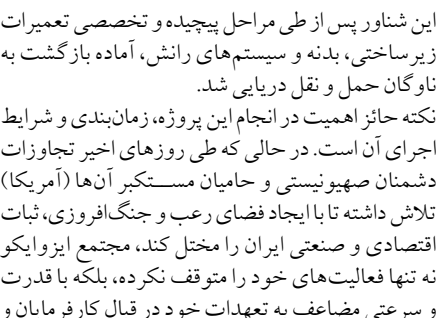 این شناور پس از طی مراحل پیچیده و تخصصی تعمیرات
زیرساختی، بدنه و سیستم‌های رانش، آماده بازگشت به
ناوگان حمل و نقل دریایی شد.
نکته حائز اهمیت در انجام این پروژه، زمان‌بندی و شرایط
اجرای آن است. در حالی که طی روزهای اخیر تجاوزات
دشمنان صهیونیستی و حامیان مستکبر آن‌ها (آمریکا)
تلاش داشته تا با ایجاد فضای رعب و جنگ‌افروزی، ثبات
اقتصادی و صنعتی ایران را مختل کند، مجتمع ایزوایکو
نه تنها فعالیت‌های خود را متوقف نکرده، بلکه با قدرت
و سرعتی مضاعف به تعهدات خود در قبال کارفرمایان و